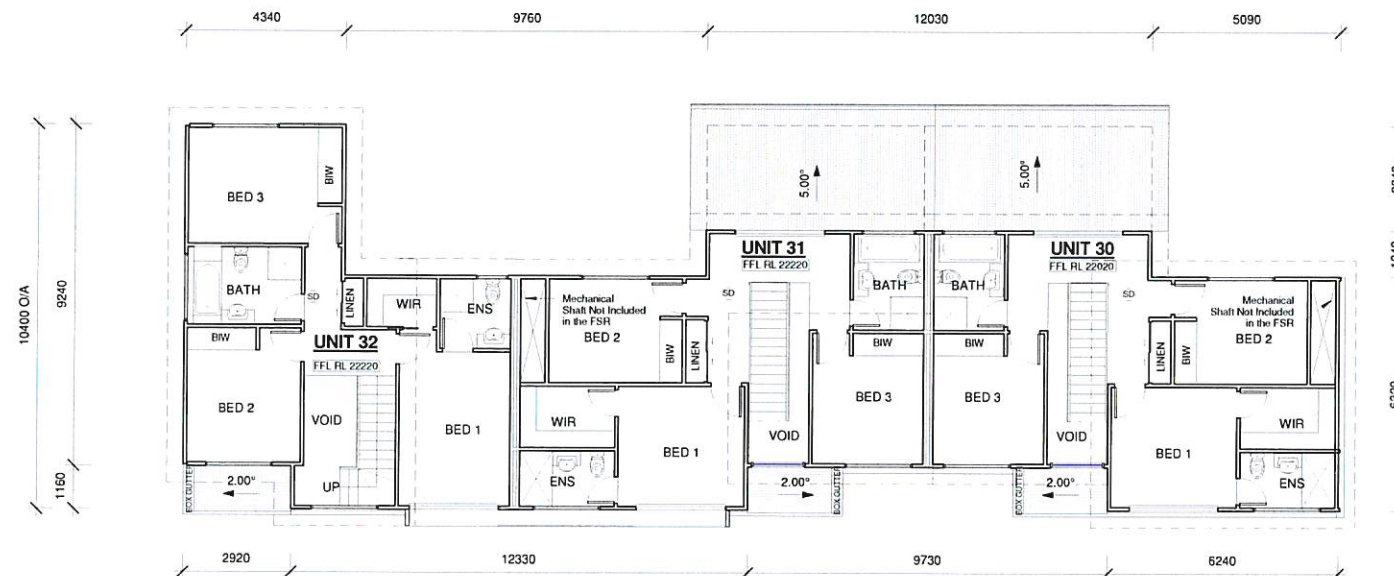 4340
9760
12030
5090
10400 O/A
9240
1160
BED 3
BIW
BATH
SD
LINEN
WIR
ENS
BIW
UNIT 32
FFL RL 22220
BED 2
VOID
UP
BED 1
2.00°
BOX GUTTER
Mechanical
Shaft Not Included
in the FSR
BED 2
BIW
LINEN
WIR
ENS
BED 1
5.00°
UNIT 31
FFL RL 22220
SD
BATH
BIW
BED 3
VOID
2.00°
BOX GUTTER
5.00°
UNIT 30
FFL RL 22020
SD
BATH
BIW
BED 3
VOID
2.00°
BOX GUTTER
Mechanical
Shaft Not Included
in the FSR
BED 2
LINEN
BIW
WIR
BED 1
ENS
2920
12330
9730
6240